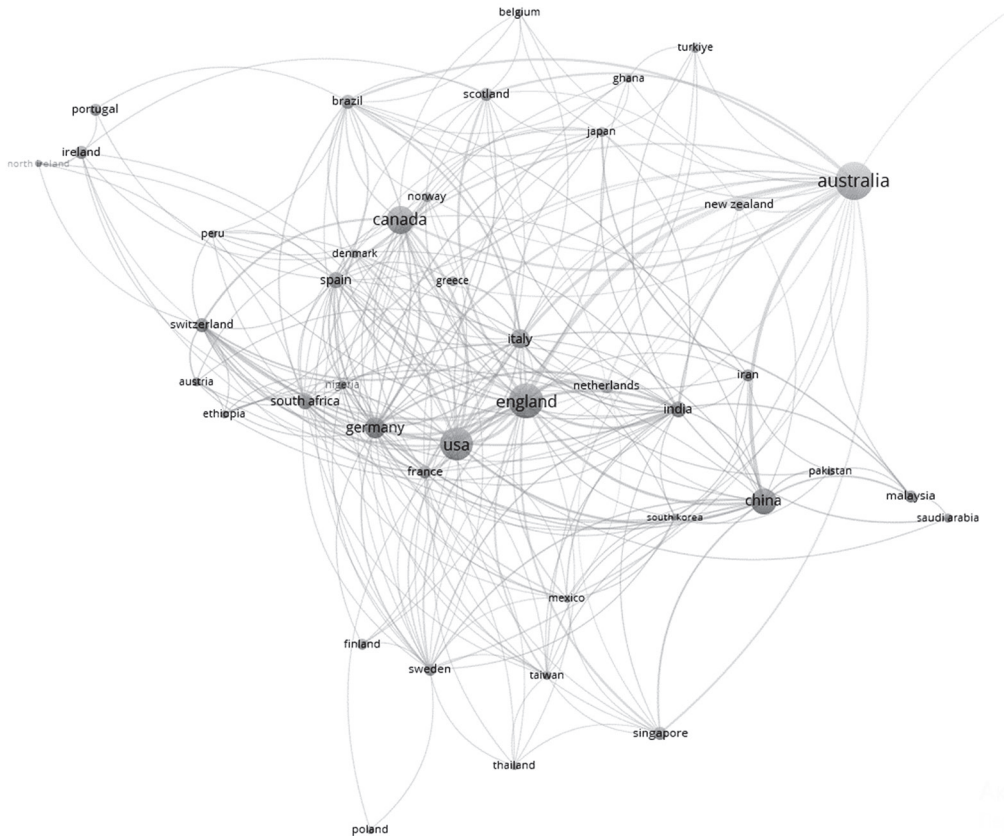 belgium
turkiye
ghana
scotland
brazil
portugal
japan
ireland
north ireland
australia
norway
new zealand
canada
peru
denmark
spain
greece
switzerland
italy
iran
austria
nigeria
netherlands
south africa
england
india
ethiopia
germany
usa
france
pakistan
malaysia
china
south korea
saudi arabia
mexico
finland
sweden
taiwan
singapore
thailand
poland